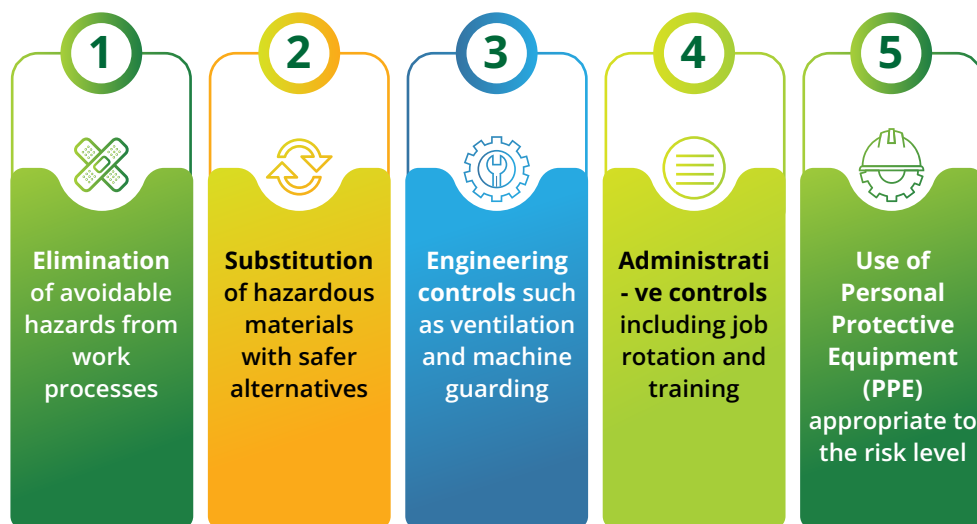 1
Elimination
of avoidable
hazards from
work
processes
2
Substitution
of hazardous
materials
with safer
alternatives
3
Engineering
controls such
as ventilation
and machine
guarding
4
Administrati
- ve controls
including job
rotation and
training
5
Use of
Personal
Protective
Equipment
(PPE)
appropriate to
the risk level